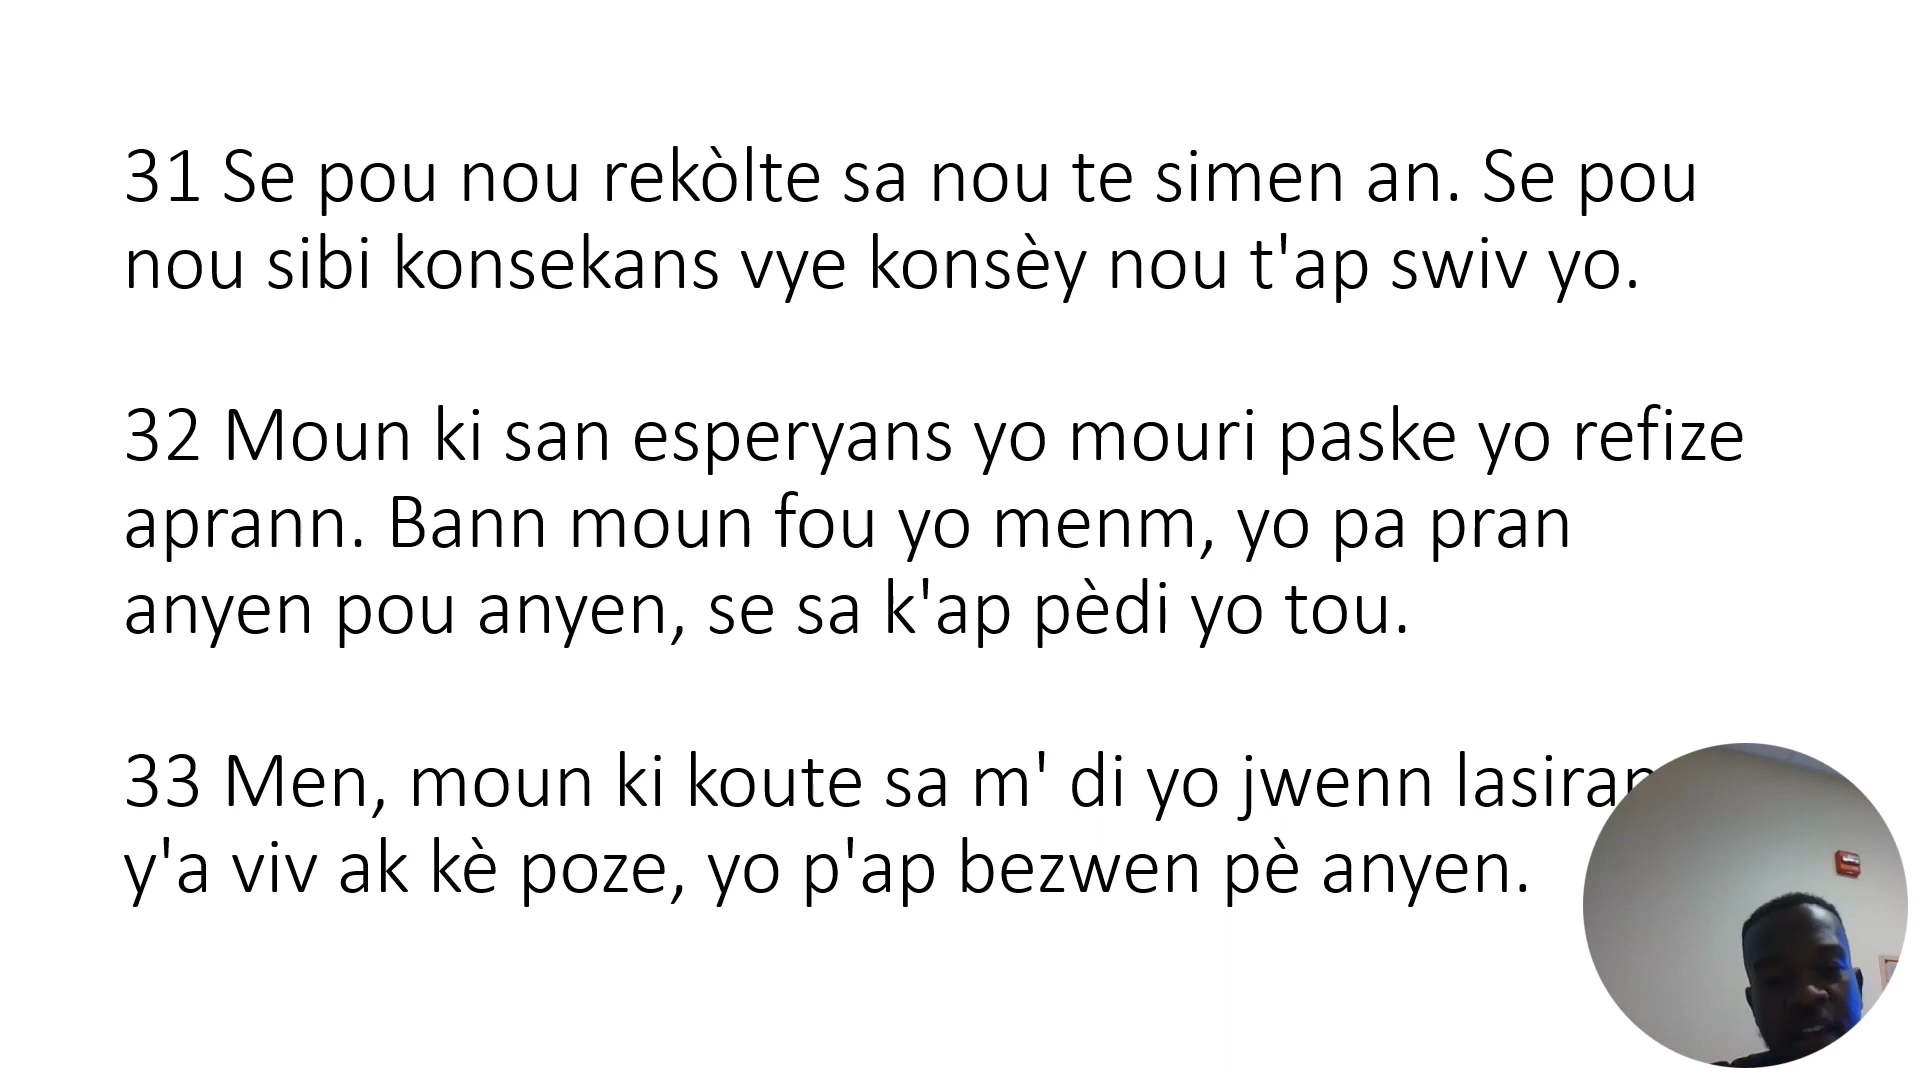 31 Se pou nou rekòlte sa nou te simen an. Se pou
nou sibi konsekans vye konsèy nou t'ap swiv yo.
32 Moun ki san esperyans yo mouri paske yo refize
aprann. Bann moun fou yo menm, yo pa pran
anyen pou anyen, se sa k'ap pèdi yo tou.
33 Men, moun ki koute sa m' di yo jwenn
y'a viv ak kè poze, yo p'ap bezwen pè anyen.